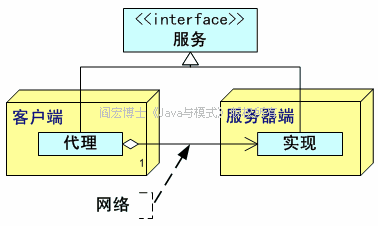 <<interface>>
服务
客户端
服务器端
阎宏博士《Java与模式》
代理
实现
1
网络